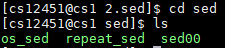 [cs12451@cs1 2.sed]$ cd sed
[cs12451@cs1 sed]$ ls
os_sed  repeat_sed  sed00